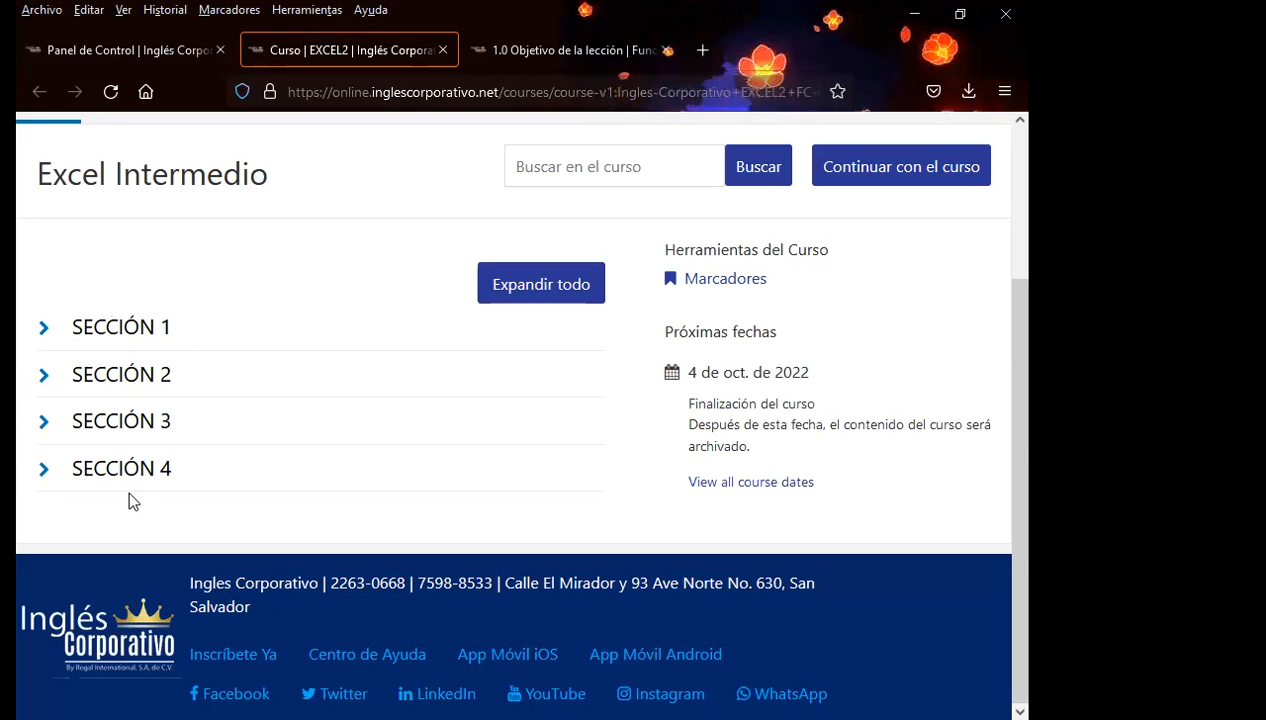 Archivo Editar Ver Historial Marcadores Herramientas Ayuda
Panel de Control | Inglés Corpor
Curso | EXCEL2 | Inglés Corpora
1.0 Objetivo de la lección | Func
https://online.inglescorporativo.net/courses/course-v1:Ingles-Corporativo+EXCEL2+FC-
Excel Intermedio
Buscar en el curso
Buscar
Continuar con el curso
Herramientas del Curso
Marcadores
Expandir todo
SECCIÓN 1
SECCIÓN 2
SECCIÓN 3
SECCIÓN 4
Próximas fechas
4 de oct. de 2022
Finalización del curso
Después de esta fecha, el contenido del curso será
archivado.
View all course dates
Inglés
Corporativo
By Regal International, S.A. de C.V.
Ingles Corporativo | 2263-0668 | 7598-8533 | Calle El Mirador y 93 Ave Norte No. 630, San
Salvador
Inscríbete Ya Centro de Ayuda App Móvil iOS App Móvil Android
Facebook Twitter LinkedIn YouTube Instagram WhatsApp